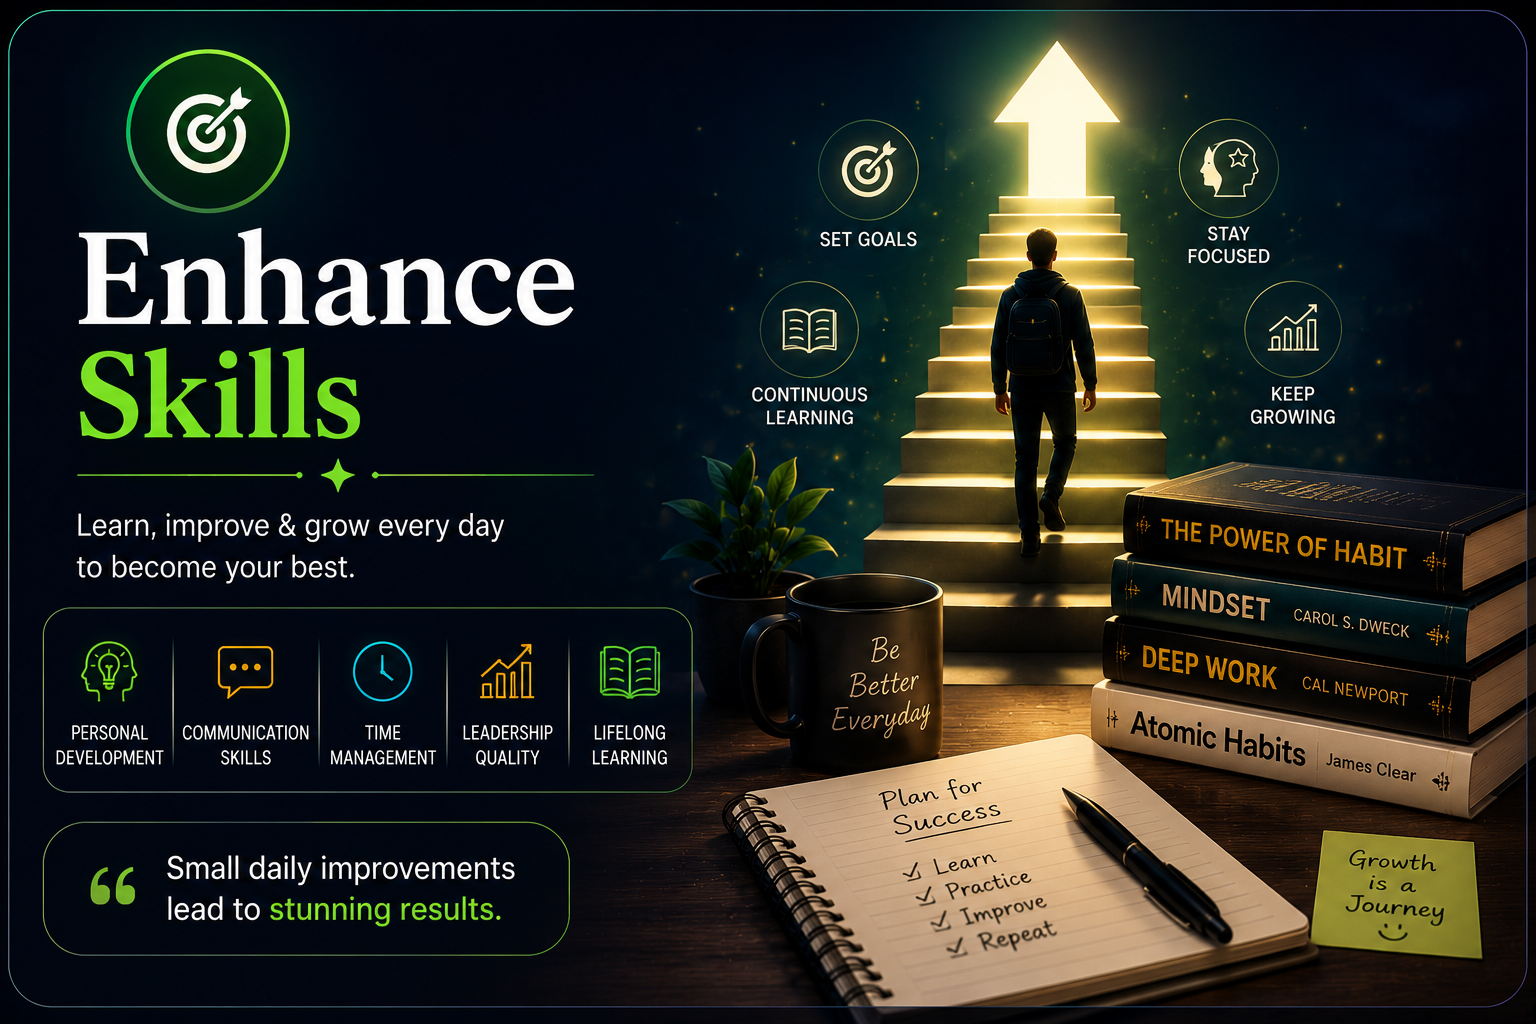 Enhance
Skills
Learn, improve & grow every day
to become your best.
PERSONAL
DEVELOPMENT
COMMUNICATION
SKILLS
TIME
MANAGEMENT
LEADERSHIP
QUALITY
LIFELONG
LEARNING
“
Small daily improvements
lead to stunning results.
SET GOALS
STAY
FOCUSED
CONTINUOUS
LEARNING
KEEP
GROWING
THE POWER OF HABIT
MINDSET CAROL S. DWECK
DEEP WORK CAL NEWPORT
Atomic Habits James Clear
Be
Better
Everyday
Plan for
Success
Learn
Practice
Improve
Repeat
Growth
is a
Journey